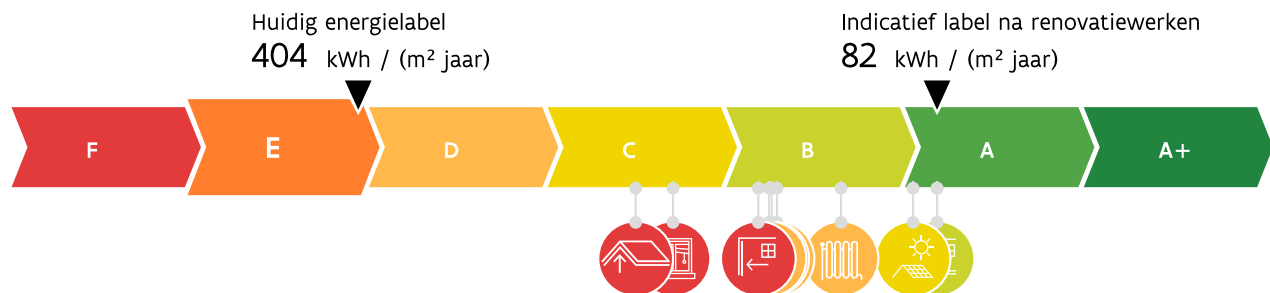 Huidig energielabel
404 kWh / (m² jaar)
Indicatief label na renovatiewerken
82 kWh / (m² jaar)
F E D C B A A+